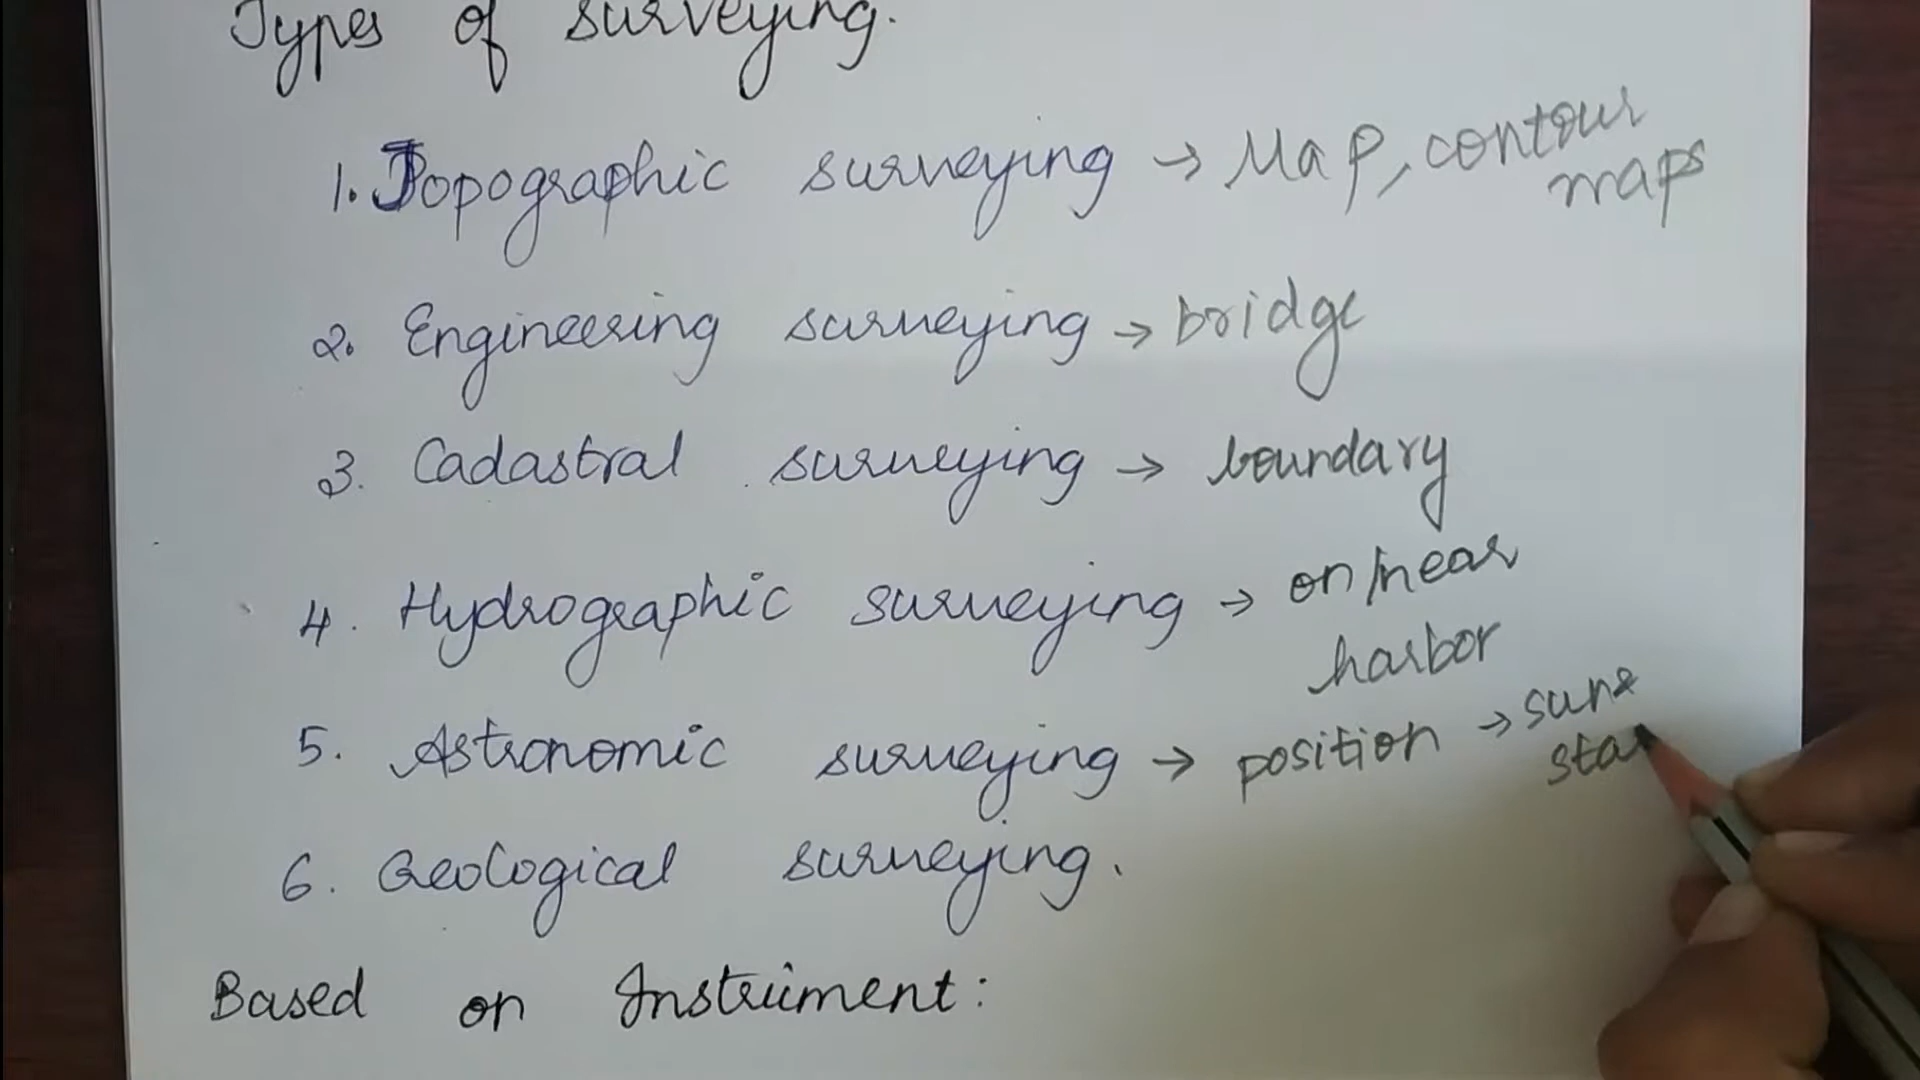 Types of surveying.
1. Topographic surveying → Map, contour
maps
2. Engineering surveying → bridge
3. Cadastral surveying → boundary
4. Hydrographic surveying → on/near
harbor
5. Astronomic surveying → position → sun &
star
6. Geological surveying.
Based on Instrument: